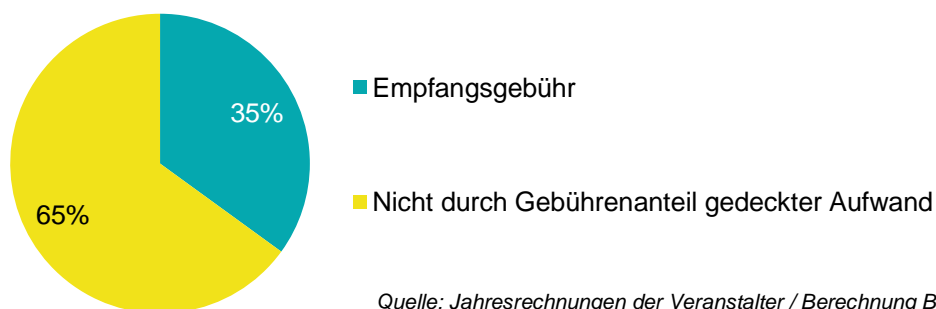 35%
Empfangsgebühr
65%
Nicht durch Gebührenanteil gedeckter Aufwand
Quelle: Jahresrechnungen der Veranstalter / Berechnung